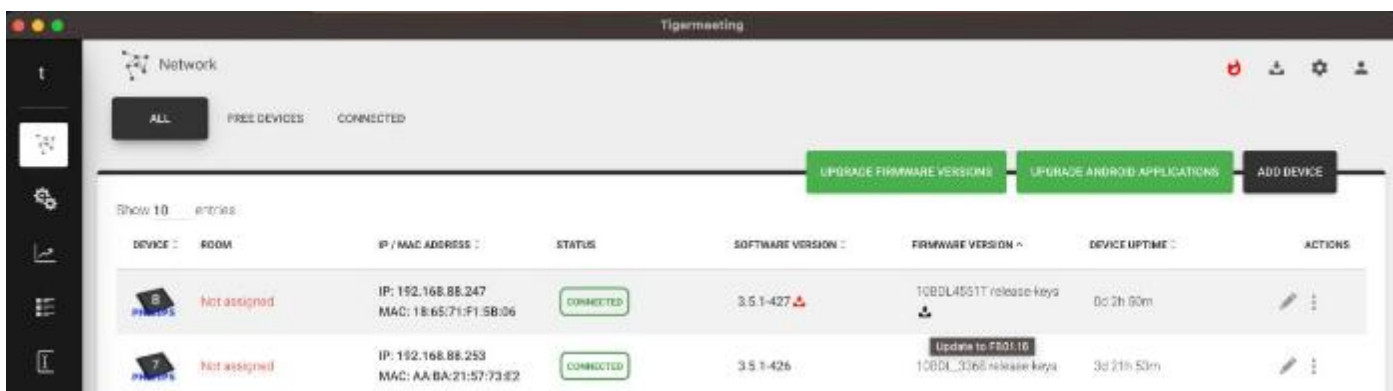 Tigermeeting
t
Network
ALL FREE DEVICES CONNECTED
UPGRADE FIRMWARE VERSIONS UPGRADE ANDROID APPLICATIONS ADD DEVICE
Show 10 entries
DEVICE ROOM IP / MAC ADDRESS STATUS SOFTWARE VERSION FIRMWARE VERSION DEVICE UPTIME ACTIONS
8 PHILIPS Not assigned IP: 192.168.88.247 CONNECTED 3.5.1-427 10BDL4551T release-keys 0d 2h 50m
MAC: 18:65:71:F1:5B:06
Update to FB01.16
7 PHILIPS Not assigned IP: 192.168.88.253 CONNECTED 3.5.1-426 10BDL_3368 release-keys 3d 21h 53m
MAC: AA:BA:21:57:73:E2